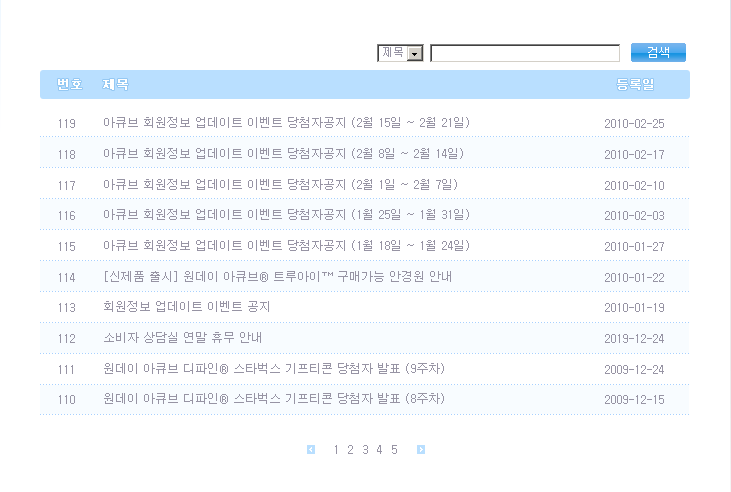 제목 검색
번호 제목 등록일
119 아큐브 회원정보 업데이트 이벤트 당첨자공지 (2월 15일 ~ 2월 21일) 2010-02-25
118 아큐브 회원정보 업데이트 이벤트 당첨자공지 (2월 8일 ~ 2월 14일) 2010-02-17
117 아큐브 회원정보 업데이트 이벤트 당첨자공지 (2월 1일 ~ 2월 7일) 2010-02-10
116 아큐브 회원정보 업데이트 이벤트 당첨자공지 (1월 25일 ~ 1월 31일) 2010-02-03
115 아큐브 회원정보 업데이트 이벤트 당첨자공지 (1월 18일 ~ 1월 24일) 2010-01-27
114 [신제품 출시] 원데이 아큐브® 트루아이™ 구매가능 안경원 안내 2010-01-22
113 회원정보 업데이트 이벤트 공지 2010-01-19
112 소비자 상담실 연말 휴무 안내 2019-12-24
111 원데이 아큐브 디파인® 스타벅스 기프티콘 당첨자 발표 (9주차) 2009-12-24
110 원데이 아큐브 디파인® 스타벅스 기프티콘 당첨자 발표 (8주차) 2009-12-15
1 2 3 4 5